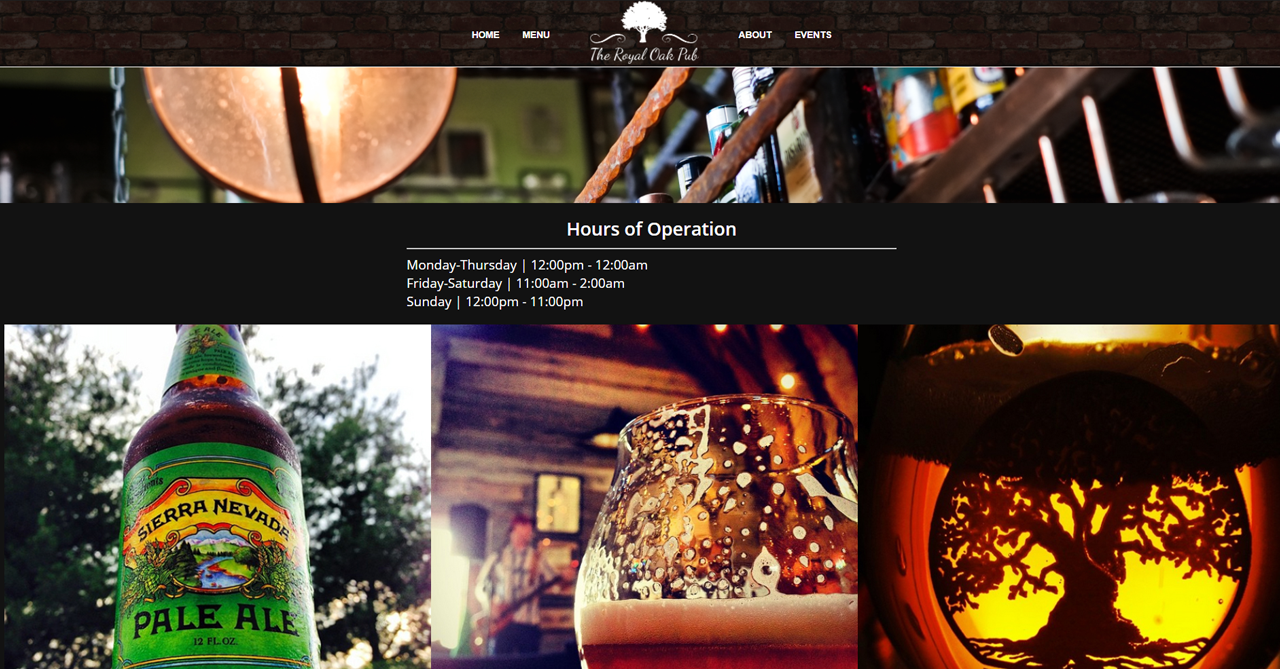 HOME MENU The Royal Oak Pub ABOUT EVENTS
Hours of Operation
Monday-Thursday | 12:00pm - 12:00am
Friday-Saturday | 11:00am - 2:00am
Sunday | 12:00pm - 11:00pm
SIERRA NEVADA
PALE ALE
12 FL. OZ.